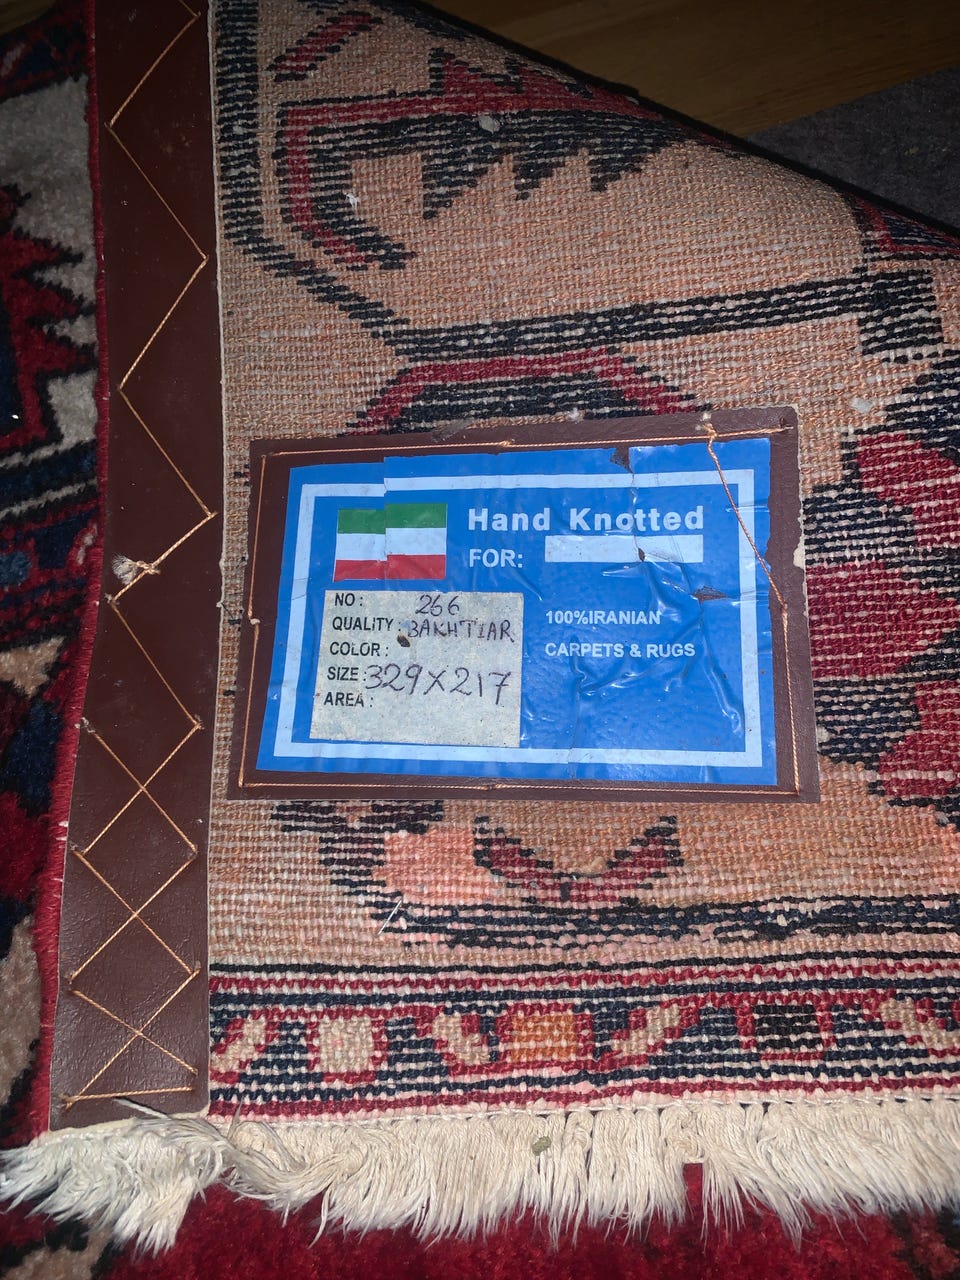 Hand Knotted
FOR:
NO : 266
QUALITY : BAKHTIAR
COLOR :
SIZE : 329X217
AREA :
100%IRANIAN
CARPETS & RUGS